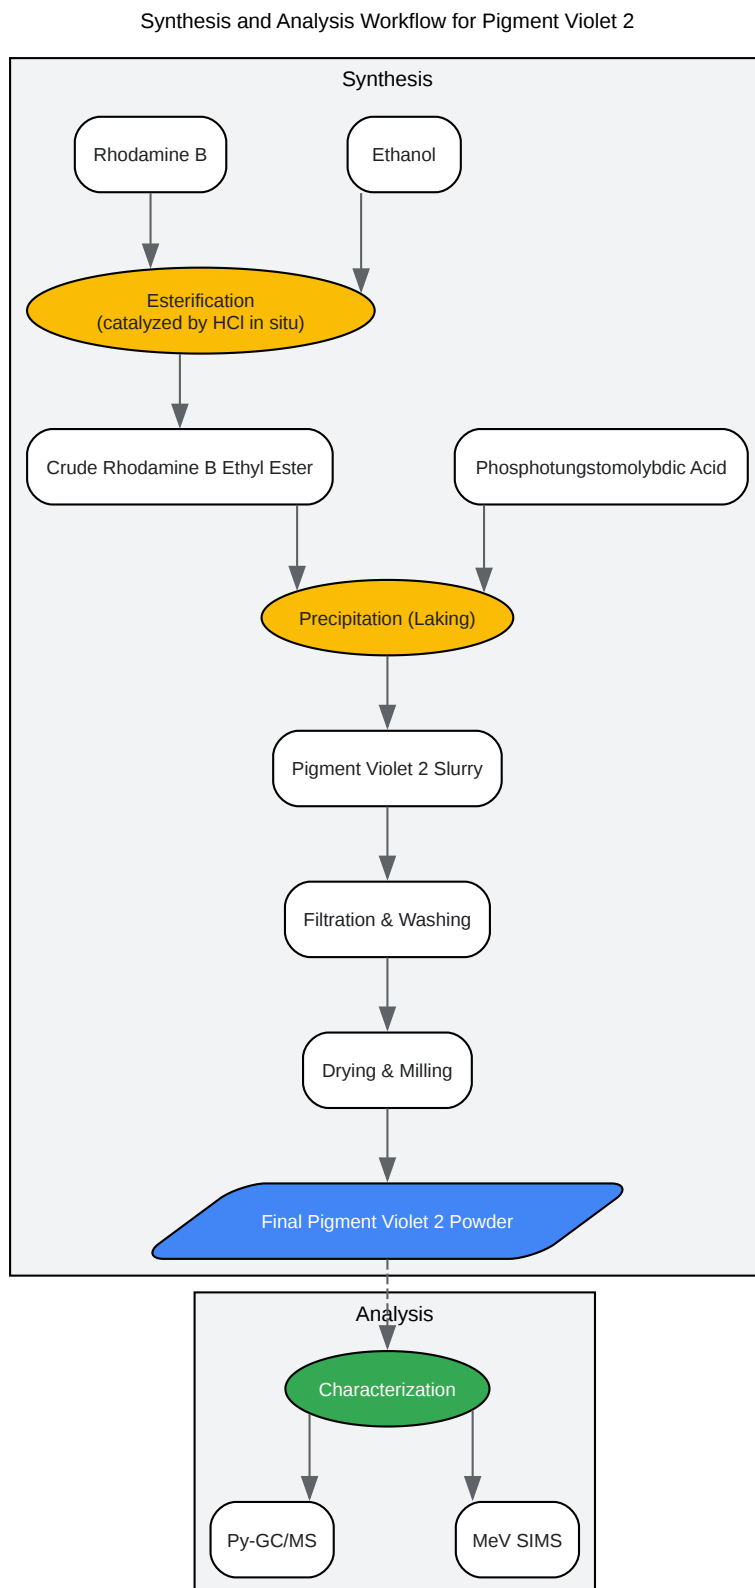 Synthesis and Analysis Workflow for Pigment Violet 2
Synthesis
Rhodamine B
Ethanol
Esterification
(catalyzed by HCl in situ)
Crude Rhodamine B Ethyl Ester
Phosphotungstomolybdic Acid
Precipitation (Laking)
Pigment Violet 2 Slurry
Filtration & Washing
Drying & Milling
Final Pigment Violet 2 Powder
Analysis
Characterization
Py-GC/MS
MeV SIMS